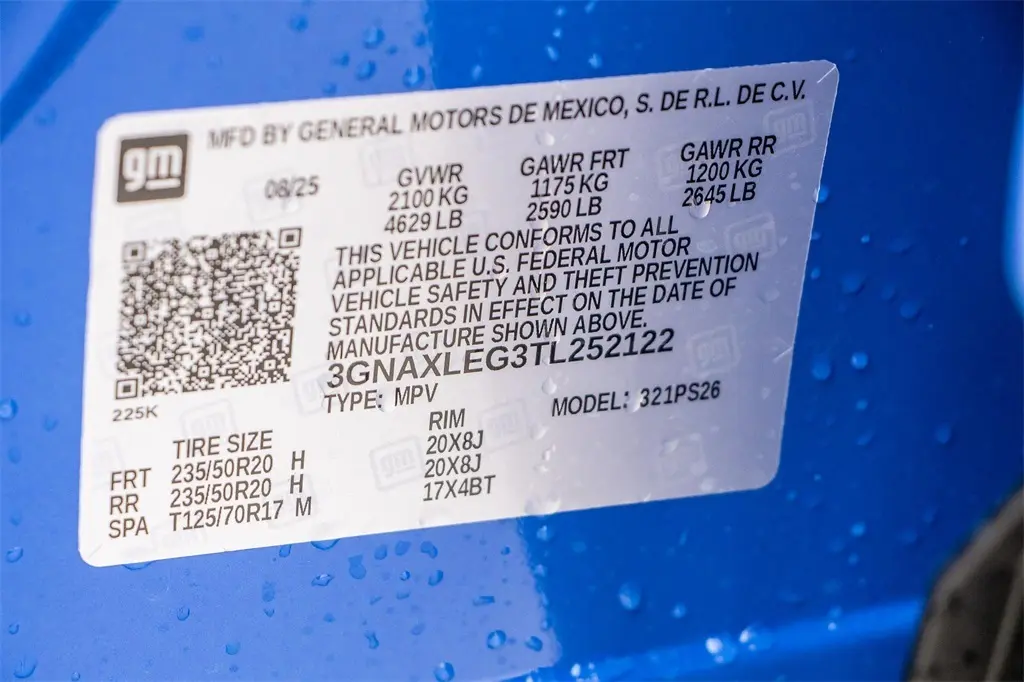 gm
MFD BY GENERAL MOTORS DE MEXICO, S. DE R.L. DE C.V.
08/25
GVWR GAWR FRT GAWR RR
2100 KG 1175 KG 1200 KG
4629 LB 2590 LB 2645 LB
THIS VEHICLE CONFORMS TO ALL
APPLICABLE U.S. FEDERAL MOTOR
VEHICLE SAFETY AND THEFT PREVENTION
STANDARDS IN EFFECT ON THE DATE OF
MANUFACTURE SHOWN ABOVE.
3GNAXLEG3TL252122
TYPE: MPV MODEL: 321PS26
225K
TIRE SIZE RIM
FRT 235/50R20 H 20X8J
RR 235/50R20 H 20X8J
SPA T125/70R17 M 17X4BT